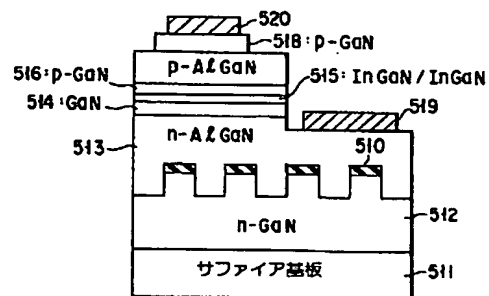 520
518:p-GaN
p-AlGaN
516:p-GaN
515:InGaN/InGaN
514:GaN
519
n-AlGaN
513
510
n-GaN
512
サファイア基板
511